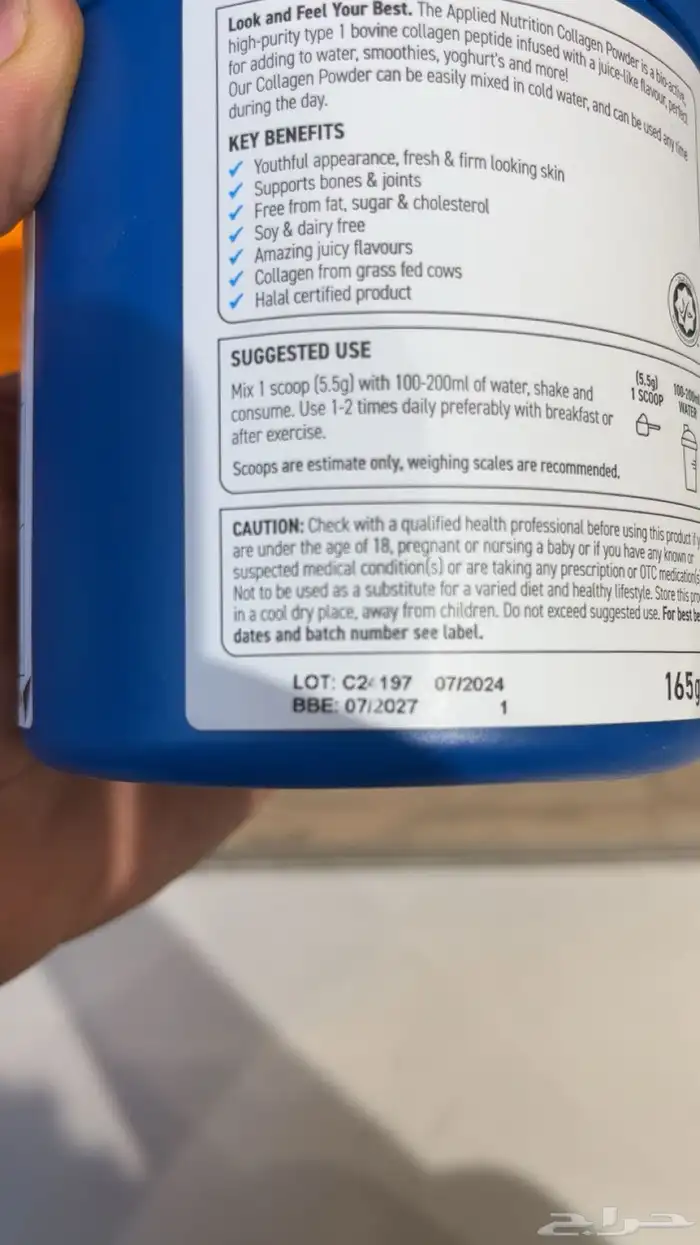 Look and Feel Your Best. The Applied Nutrition Collagen Powder is a bio-active,
high-purity type 1 bovine collagen peptide infused with a juice-like flavour, perfect
for adding to water, smoothies, yoghurt's and more!
Our Collagen Powder can be easily mixed in cold water, and can be used any time
during the day.
KEY BENEFITS
✓ Youthful appearance, fresh & firm looking skin
✓ Supports bones & joints
✓ Free from fat, sugar & cholesterol
✓ Soy & dairy free
✓ Amazing juicy flavours
✓ Collagen from grass fed cows
✓ Halal certified product
SUGGESTED USE
Mix 1 scoop (5.5g) with 100-200ml of water, shake and
consume. Use 1-2 times daily preferably with breakfast or
after exercise.
Scoops are estimate only, weighing scales are recommended.
(5.5g)
1 SCOOP
100-200ml
WATER
CAUTION: Check with a qualified health professional before using this product if y
are under the age of 18, pregnant or nursing a baby or if you have any known or
suspected medical condition(s) or are taking any prescription or OTC medication(s
Not to be used as a substitute for a varied diet and healthy lifestyle. Store this pro
in a cool dry place, away from children. Do not exceed suggested use. For best be
dates and batch number see label.
LOT: 197 07/2024
BBE: 07/2027 1
165g
حراج